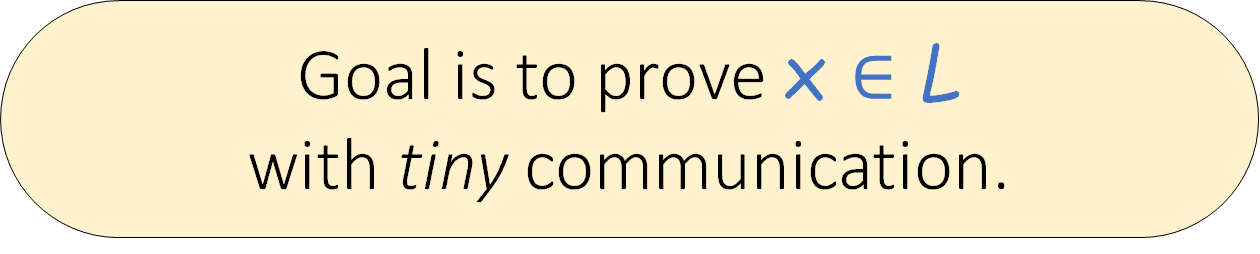 Goal is to prove x ∈ L
with tiny communication.